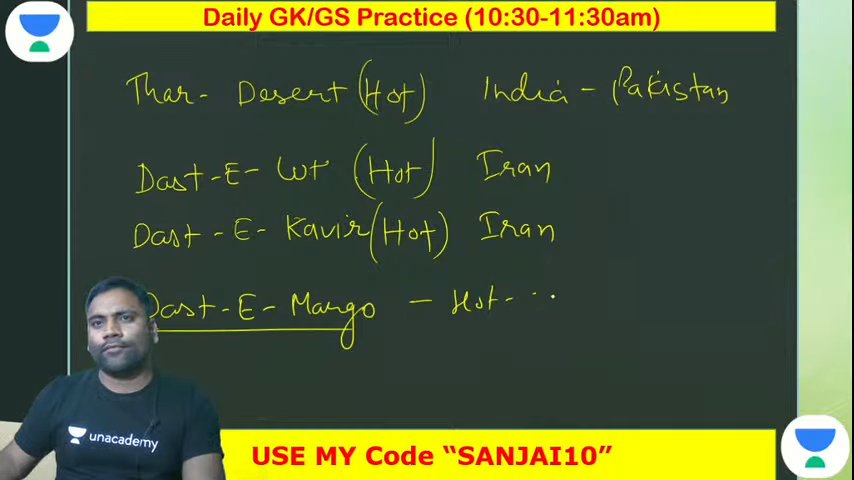 Daily GK/GS Practice (10:30-11:30am)
Thar- Desert (Hot) India - Pakistan
Dast-E- Lut (Hot) Iran
Dast-E- Kavir (Hot) Iran
Dast-E- Margo - Hot-
unacademy
USE MY Code “SANJAI10”